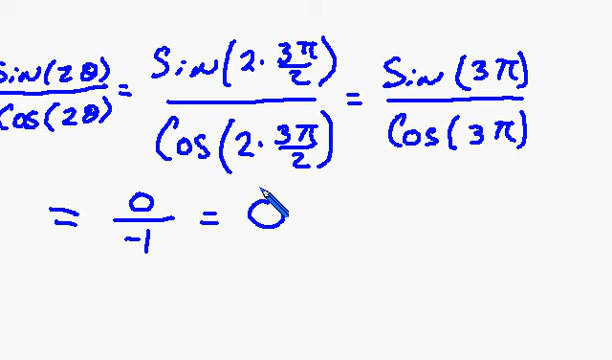 sin(2θ)/cos(2θ) = Sin(2·3π/2)/Cos(2·3π/2) = Sin(3π)/Cos(3π)
= 0/-1 = 0